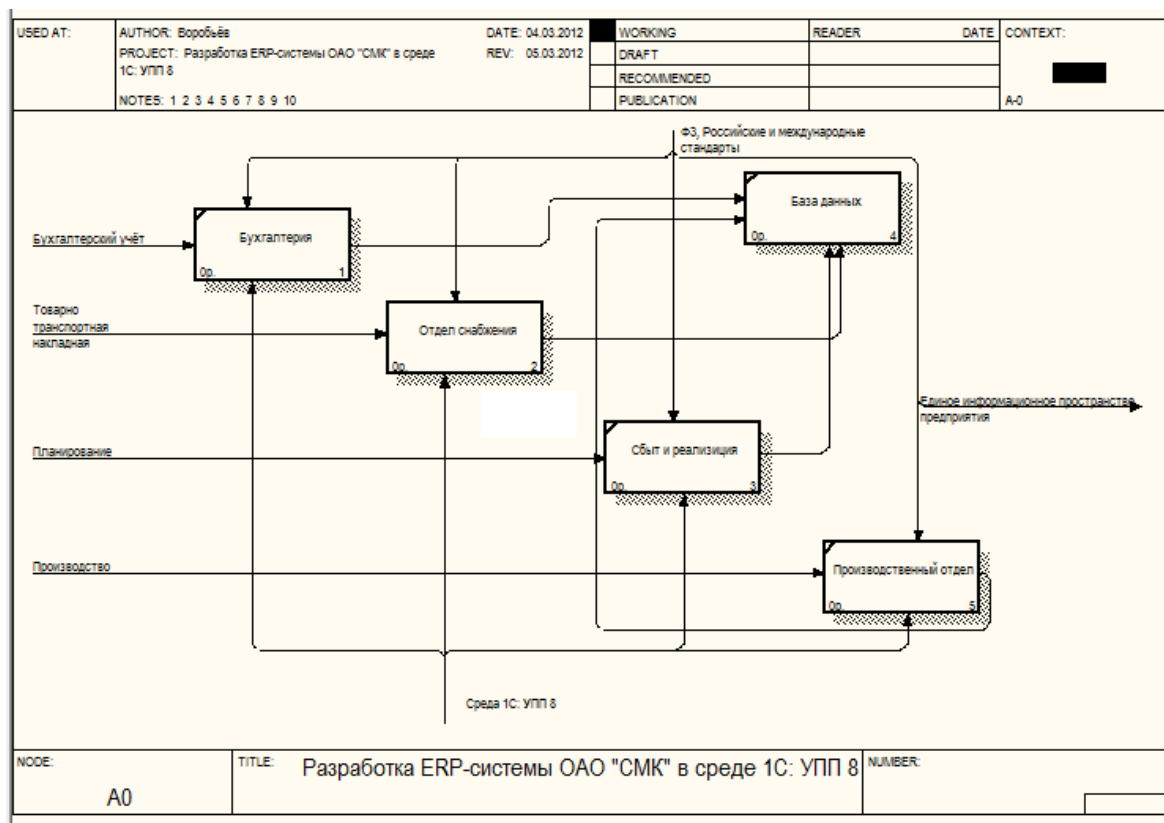 USED AT:
AUTHOR: Воробьёв
DATE: 04.03.2012
WORKING
READER
DATE
CONTEXT:
PROJECT: Разработка ERP-системы ОАО "СМК" в среде
REV: 05.03.2012
DRAFT
1С: УПП 8
RECOMMENDED
NOTES: 1 2 3 4 5 6 7 8 9 10
PUBLICATION
A-0
ФЗ, Российские и международные
стандарты
База данных
0р. 4
Бухгалтерский учёт
Бухгалтерия
0р. 1
Товарно
транспортная
накладная
Отдел снабжения
0р. 2
Единое информационное пространство
предприятия
Планирование
Сбыт и реализиция
0р. 3
Производство
Производственный отдел
0р. 5
Среда 1С: УПП 8
NODE:
A0
TITLE:
Разработка ERP-системы ОАО "СМК" в среде 1С: УПП 8
NUMBER: